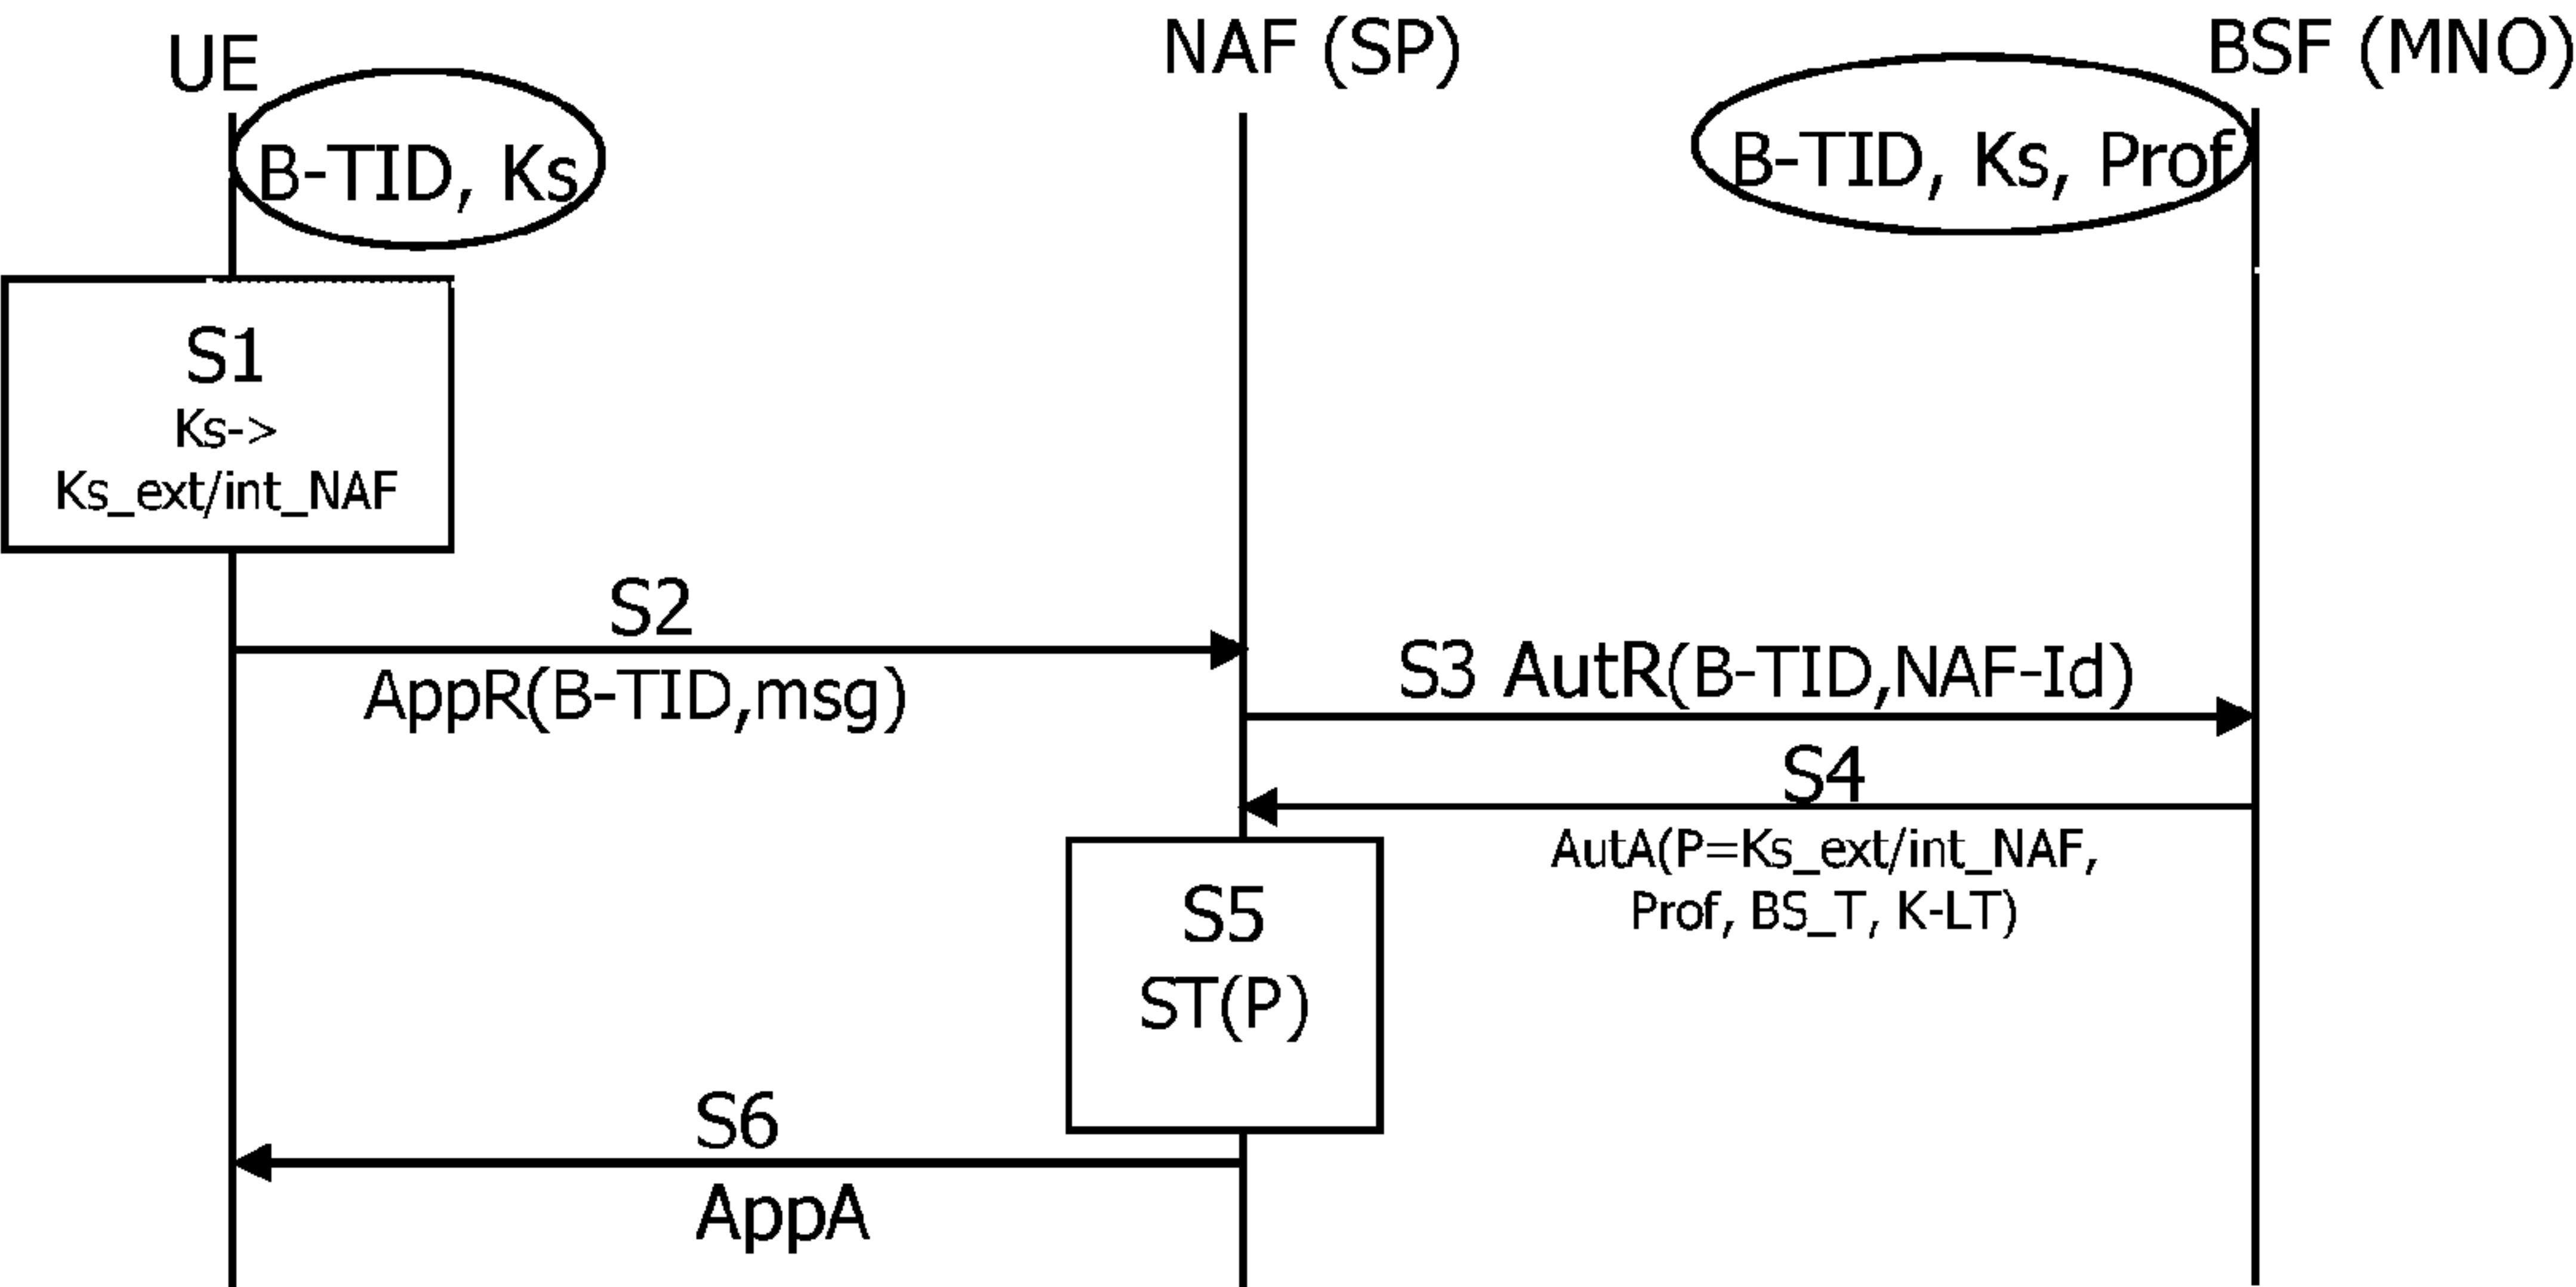 UE
NAF (SP)
BSF (MNO)
B-TID, Ks
B-TID, Ks, Prof
S1
Ks->
Ks_ext/int_NAF
S2
AppR(B-TID,msg)
S3 AutR(B-TID,NAF-Id)
S4
AutA(P=Ks_ext/int_NAF,
Prof, BS_T, K-LT)
S5
ST(P)
S6
AppA